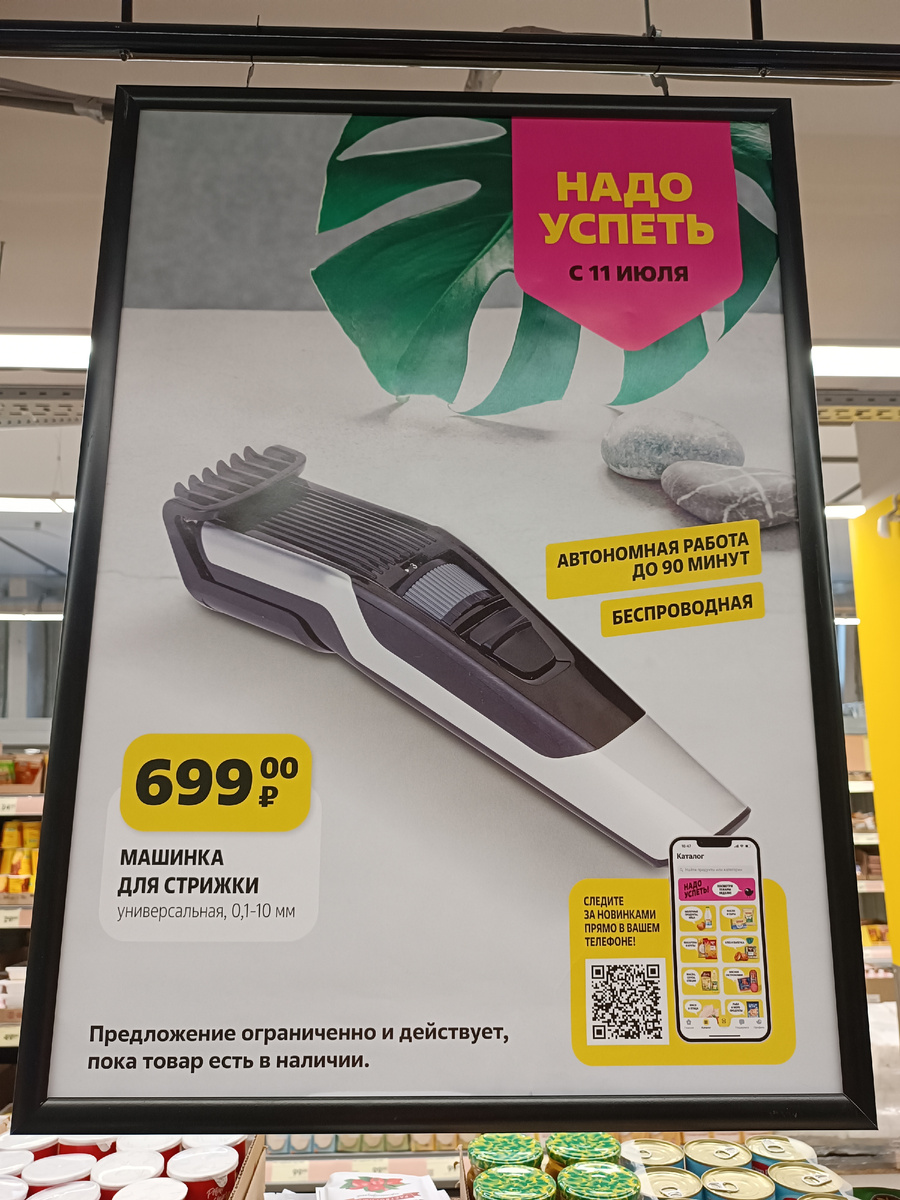 НАДО
УСПЕТЬ
С 11 ИЮЛЯ
АВТОНОМНАЯ РАБОТА
ДО 90 МИНУТ
БЕСПРОВОДНАЯ
699 00
₽
МАШИНКА
ДЛЯ СТРИЖКИ
универсальная, 0,1-10 мм
СЛЕДИТЕ
ЗА НОВИНКАМИ
ПРЯМО В ВАШЕМ
ТЕЛЕФОНЕ!
Каталог
НАДО
УСПЕТЬ!
Предложение ограниченно и действует,
пока товар есть в наличии.